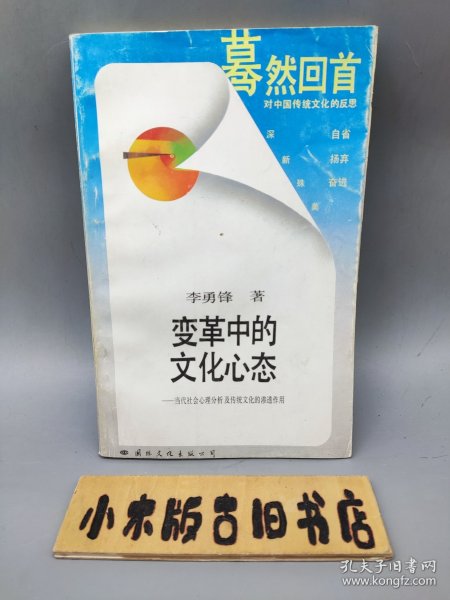 蓦然回首
对中国传统文化的反思
深 自省
新 扬弃
珠 奋进
美
李勇锋 著
变革中的
文化心态
——当代社会心理分析及传统文化的渗透作用
国际文化出版公司
小宋版古旧书店
孔夫子旧书网
www.kongfz.com